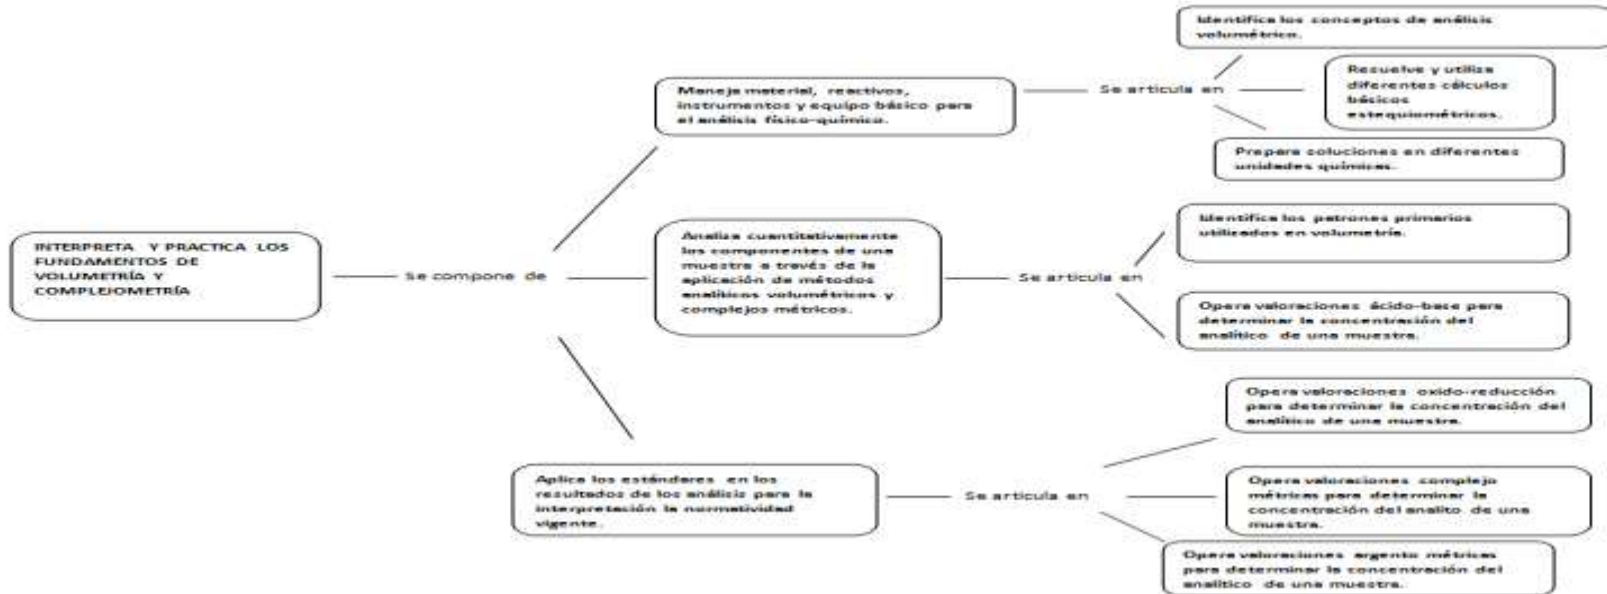 Identifica los conceptos de análisis
volumétrico.
Maneja material, reactivos,
instrumentos y equipo básico para
el análisis físico-químico.
Se articula en
Resuelve y utiliza
diferentes cálculos
básicos
estequiométricos.
Prepara soluciones en diferentes
unidades químicas.
INTERPRETA Y PRACTICA LOS
FUNDAMENTOS DE
VOLUMETRÍA Y
COMPLEJOMETRÍA
Se compone de
Analiza cuantitativamente
los componentes de una
muestra a través de la
aplicación de métodos
analíticos volumétricos y
complejos métricos.
Se articula en
Identifica los patrones primarios
utilizados en volumetría.
Opera valoraciones ácido-base para
determinar la concentración del
analítico de una muestra.
Aplica los estándares en los
resultados de los análisis para la
interpretación la normatividad
vigente.
Se articula en
Opera valoraciones oxido-reducción
para determinar la concentración del
analítico de una muestra.
Opera valoraciones complejo
métricas para determinar la
concentración del analito de una
muestra.
Opera valoraciones argento métricas
para determinar la concentración del
analítico de una muestra.